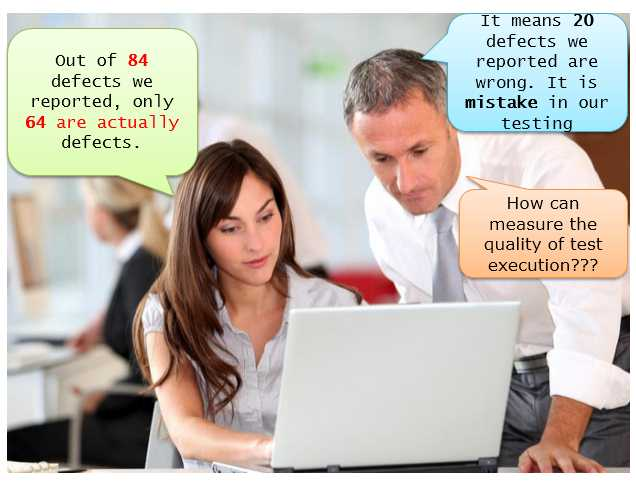 Out of 84
defects we
reported, only
64 are actually
defects.
It means 20
defects we
reported are
wrong. It is
mistake in our
testing
How can
measure the
quality of test
execution???